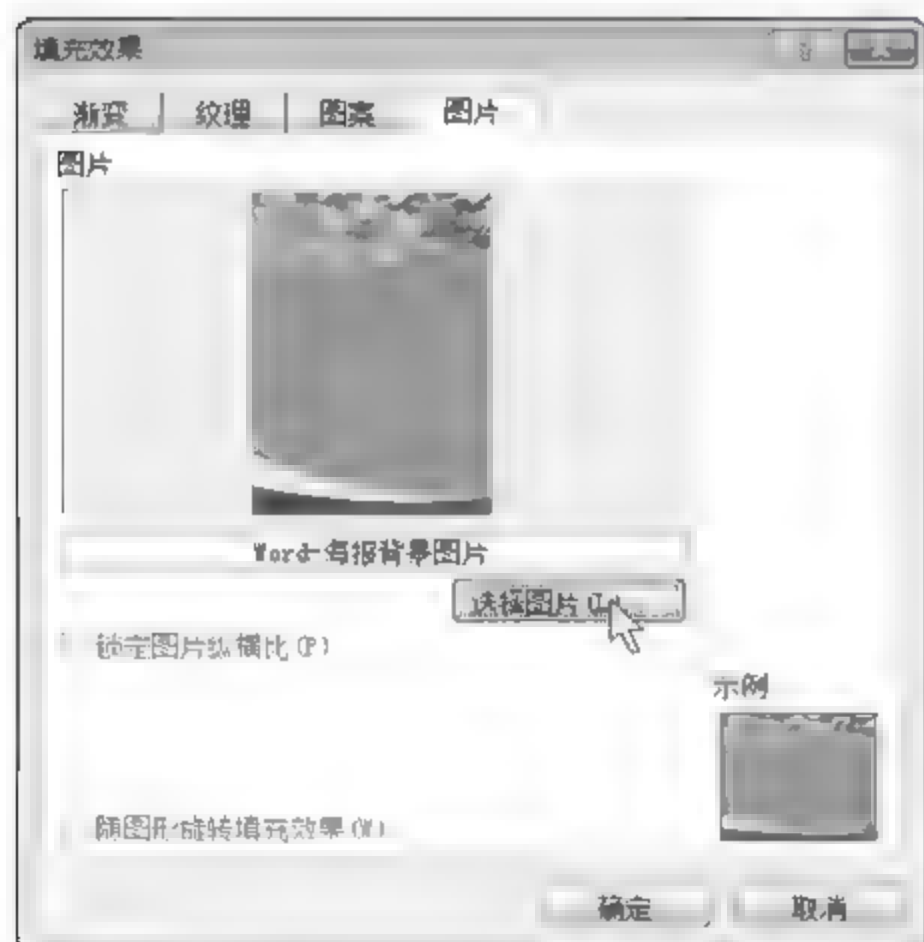 填充效果
渐变 纹理 图案 图片
图片
Word-每报背景图片
选择图片(L)
锁定图片纵横比(P)
示例
随图形旋转填充效果(W)
确定 取消